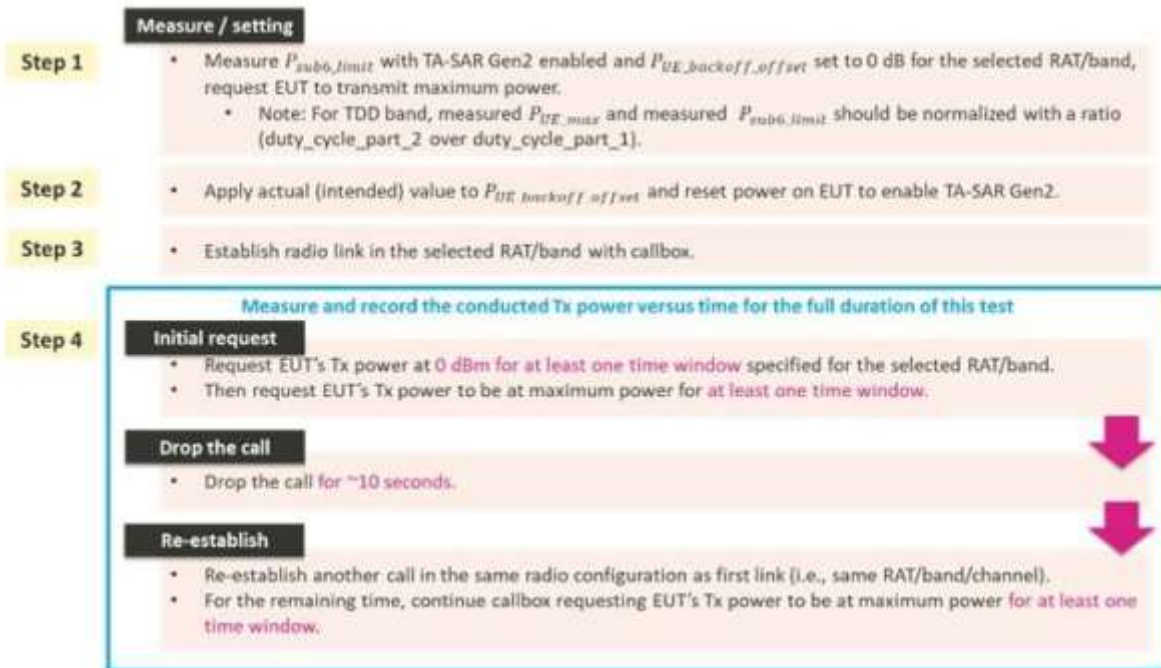 Measure / setting
Step 1
• Measure P_sub6_limit with TA-SAR Gen2 enabled and P_UE_backoff_offset set to 0 dB for the selected RAT/band,
request EUT to transmit maximum power.
• Note: For TDD band, measured P_UE_max and measured P_sub6_limit should be normalized with a ratio
(duty_cycle_part_2 over duty_cycle_part_1).
Step 2
• Apply actual (intended) value to P_UE_backoff_offset and reset power on EUT to enable TA-SAR Gen2.
Step 3
• Establish radio link in the selected RAT/band with callbox.
Measure and record the conducted Tx power versus time for the full duration of this test
Step 4
Initial request
• Request EUT's Tx power at 0 dBm for at least one time window specified for the selected RAT/band.
• Then request EUT's Tx power to be at maximum power for at least one time window.
Drop the call
• Drop the call for ~10 seconds.
Re-establish
• Re-establish another call in the same radio configuration as first link (i.e., same RAT/band/channel).
• For the remaining time, continue callbox requesting EUT's Tx power to be at maximum power for at least one
time window.